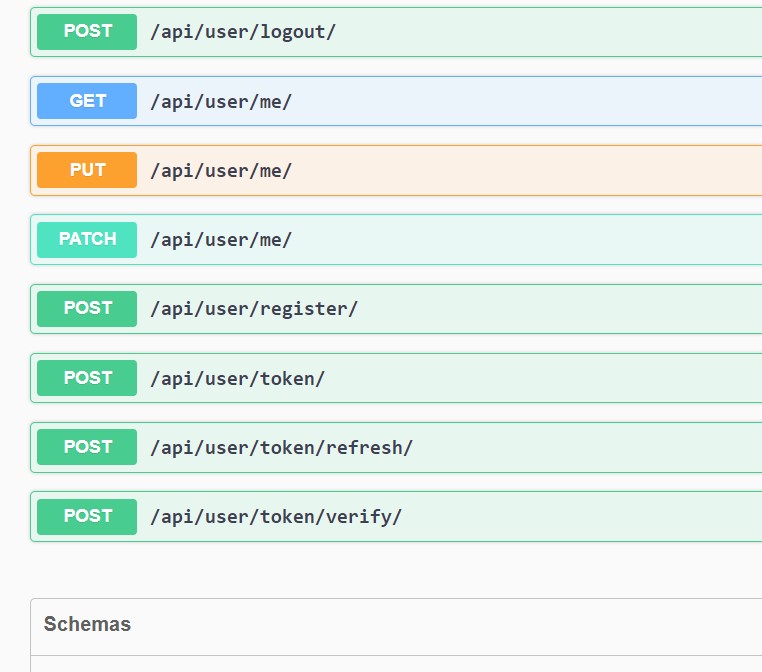 POST /api/user/logout/
GET /api/user/me/
PUT /api/user/me/
PATCH /api/user/me/
POST /api/user/register/
POST /api/user/token/
POST /api/user/token/refresh/
POST /api/user/token/verify/
Schemas